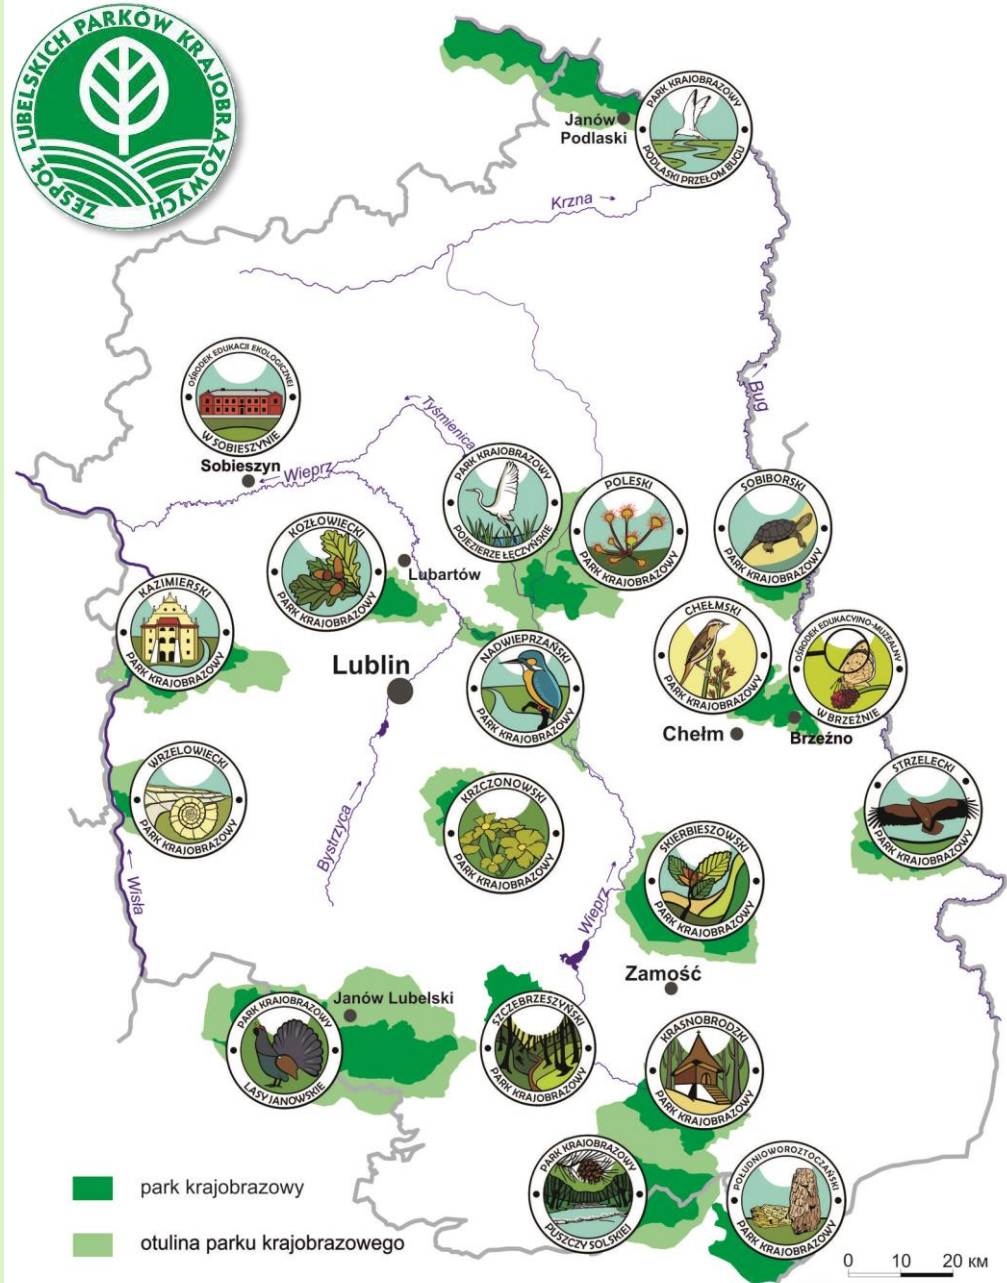 ZESPÓŁ LUBELSKICH PARKÓW KRAJOBRAZOWYCH
Janów
Podlaski
PARK KRAJOBRAZOWY
PODLASKI PRZEŁOM BUGU
Krzna
Bug
OŚRODEK EDUKACJI EKOLOGICZNEJ
W SOBIESZYNIE
Sobieszyn
Tyśmienica
Wieprz
PARK KRAJOBRAZOWY
POJEZIERZE ŁĘCZYŃSKIE
POLESKI
PARK KRAJOBRAZOWY
SOBIBORSKI
PARK KRAJOBRAZOWY
KOZŁOWIECKI
PARK KRAJOBRAZOWY
Lubartów
KAZIMIERSKI
PARK KRAJOBRAZOWY
Lublin
NADWIEPRZAŃSKI
PARK KRAJOBRAZOWY
CHEŁMSKI
PARK KRAJOBRAZOWY
OŚRODEK EDUKACYJNO-MUZEALNY
W BRZEŹNIE
Chełm
Brzeźno
WRZELOWIECKI
PARK KRAJOBRAZOWY
Bystrzyca
KRZCZONOWSKI
PARK KRAJOBRAZOWY
STRZELECKI
PARK KRAJOBRAZOWY
SKIERBIESZOWSKI
PARK KRAJOBRAZOWY
Wisła
Wieprz
Zamość
Janów Lubelski
PARK KRAJOBRAZOWY
LASY JANOWSKIE
SZCZEBRZESZYŃSKI
PARK KRAJOBRAZOWY
KRASNOBRODZKI
PARK KRAJOBRAZOWY
PARK KRAJOBRAZOWY
PUSZCZY SOLSKIEJ
POŁUDNIOWOROZTOCZAŃSKI
PARK KRAJOBRAZOWY
park krajobrazowy
otulina parku krajobrazowego
0 10 20 км